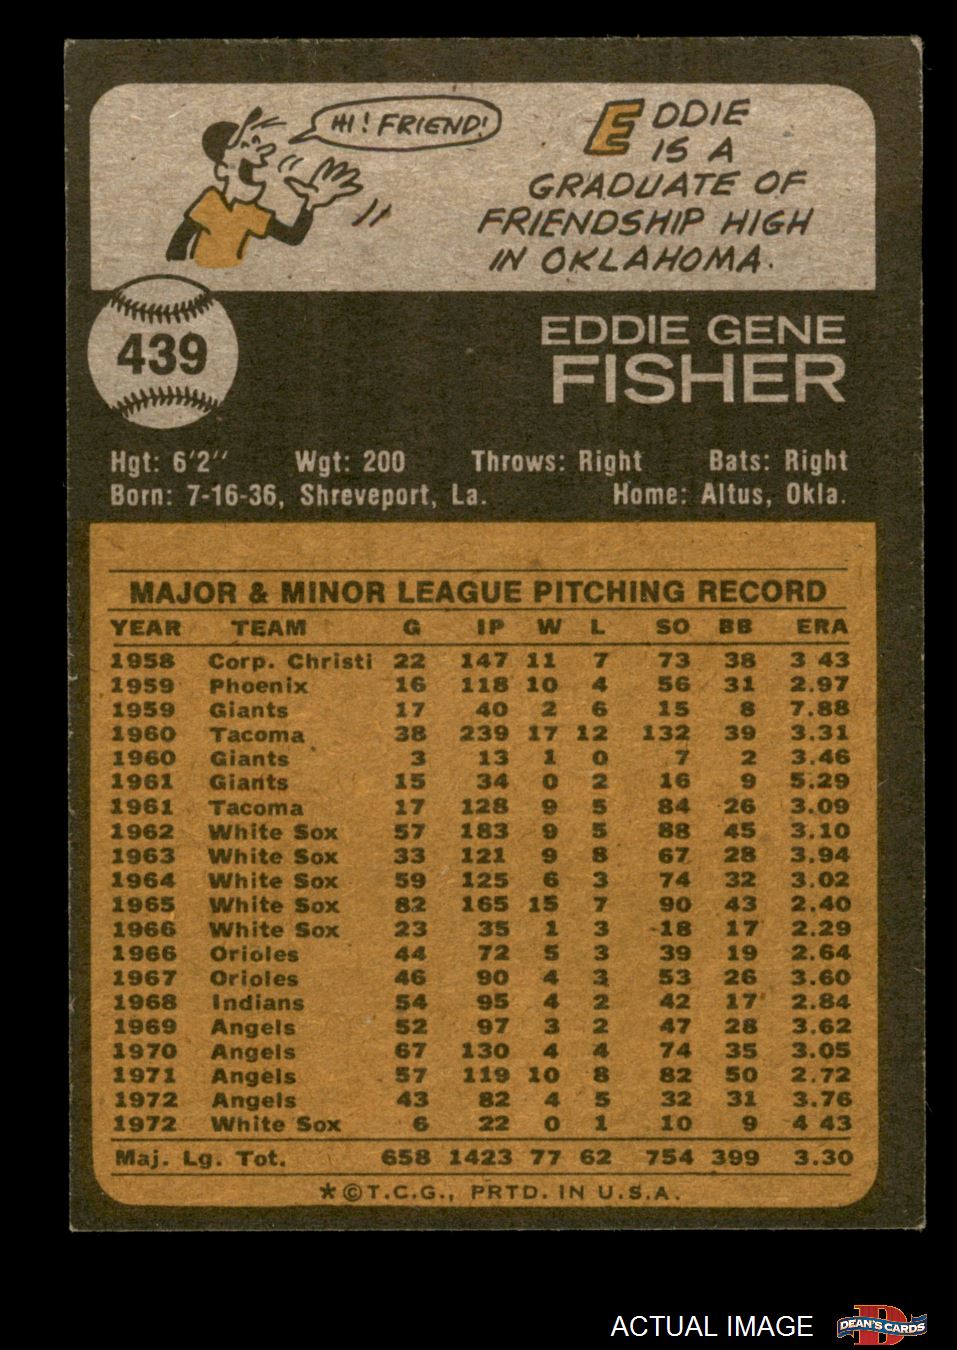 HI! FRIEND!
EDDIE
IS A
GRADUATE OF
FRIENDSHIP HIGH
IN OKLAHOMA.
439
EDDIE GENE
FISHER
Hgt: 6'2" Wgt: 200 Throws: Right Bats: Right
Born: 7-16-36, Shreveport, La. Home: Altus, Okla.
MAJOR & MINOR LEAGUE PITCHING RECORD
YEAR TEAM G IP W L SO BB ERA
1958 Corp. Christi 22 147 11 7 73 38 3 43
1959 Phoenix 16 118 10 4 56 31 2.97
1959 Giants 17 40 2 6 15 8 7.88
1960 Tacoma 38 239 17 12 132 39 3.31
1960 Giants 3 13 1 0 7 2 3.46
1961 Giants 15 34 0 2 16 9 5.29
1961 Tacoma 17 128 9 5 84 26 3.09
1962 White Sox 57 183 9 5 88 45 3.10
1963 White Sox 33 121 9 8 67 28 3.94
1964 White Sox 59 125 6 3 74 32 3.02
1965 White Sox 82 165 15 7 90 43 2.40
1966 White Sox 23 35 1 3 18 17 2.29
1966 Orioles 44 72 5 3 39 19 2.64
1967 Orioles 46 90 4 3 53 26 3.60
1968 Indians 54 95 4 2 42 17 2.84
1969 Angels 52 97 3 2 47 28 3.62
1970 Angels 67 130 4 4 74 35 3.05
1971 Angels 57 119 10 8 82 50 2.72
1972 Angels 43 82 4 5 32 31 3.76
1972 White Sox 6 22 0 1 10 9 4 43
Maj. Lg. Tot. 658 1423 77 62 754 399 3.30
*©T.C.G., PRTD. IN U.S.A.
ACTUAL IMAGE
D
DEAN'S CARDS